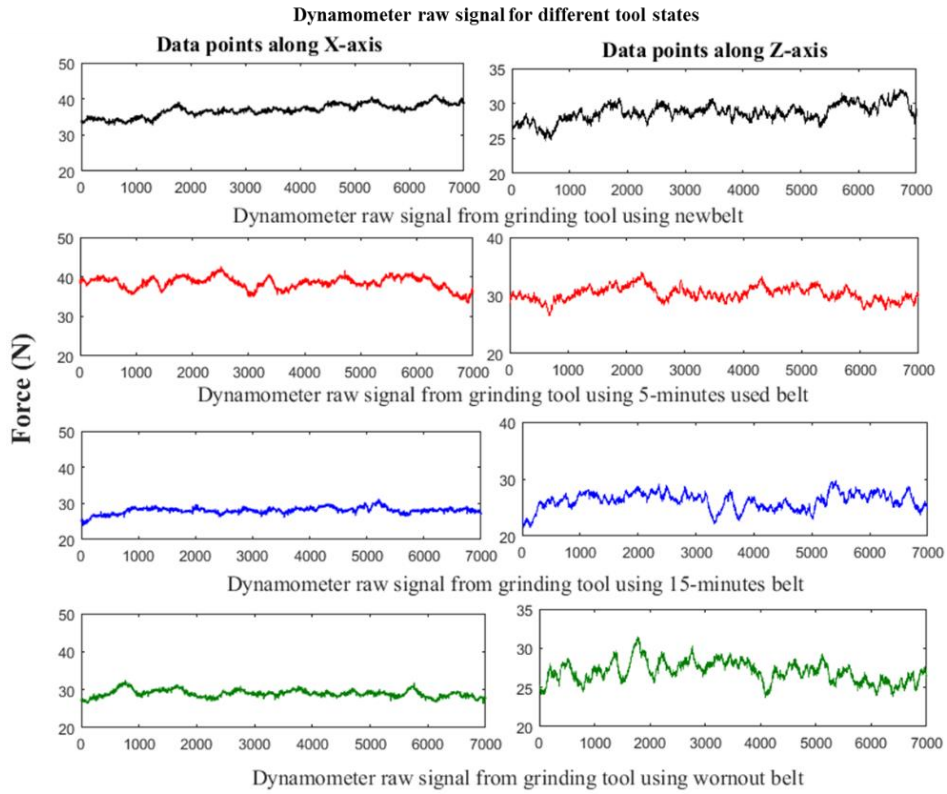 Dynamometer raw signal for different tool states
Data points along X-axis
Data points along Z-axis
Force (N)
50
40
30
20
0 1000 2000 3000 4000 5000 6000 7000
35
30
25
20
0 1000 2000 3000 4000 5000 6000 7000
Dynamometer raw signal from grinding tool using newbelt
50
40
30
20
0 1000 2000 3000 4000 5000 6000 7000
40
30
20
0 1000 2000 3000 4000 5000 6000 7000
Dynamometer raw signal from grinding tool using 5-minutes used belt
50
40
30
20
0 1000 2000 3000 4000 5000 6000 7000
40
30
20
0 1000 2000 3000 4000 5000 6000 7000
Dynamometer raw signal from grinding tool using 15-minutes belt
50
40
30
20
0 1000 2000 3000 4000 5000 6000 7000
35
30
25
20
0 1000 2000 3000 4000 5000 6000 7000
Dynamometer raw signal from grinding tool using wornout belt